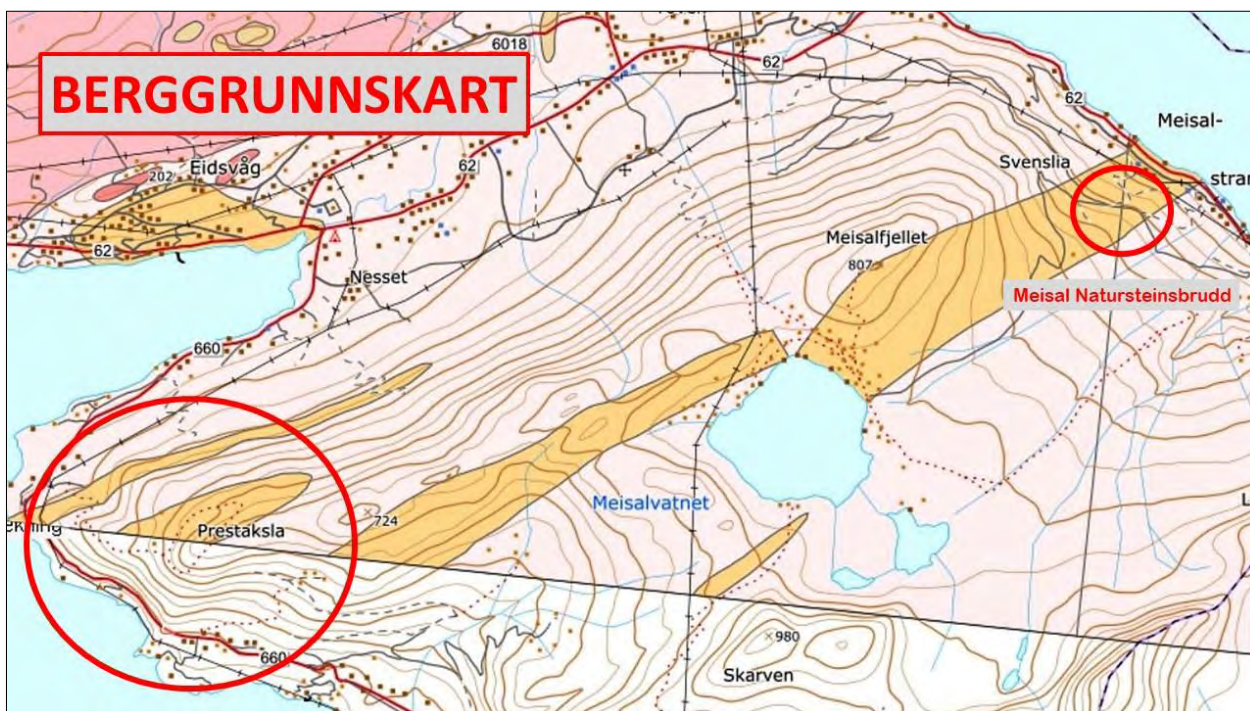 6018
62
BERGGRUNNSKART
62
Meisal-
Svenslia
stran
202
Eidsvåg
62
Meisalfjellet
62
807
Nesset
Meisal Natursteinsbrudd
660
Meisalvatnet
724
Prestaksla
980
660
Skarven